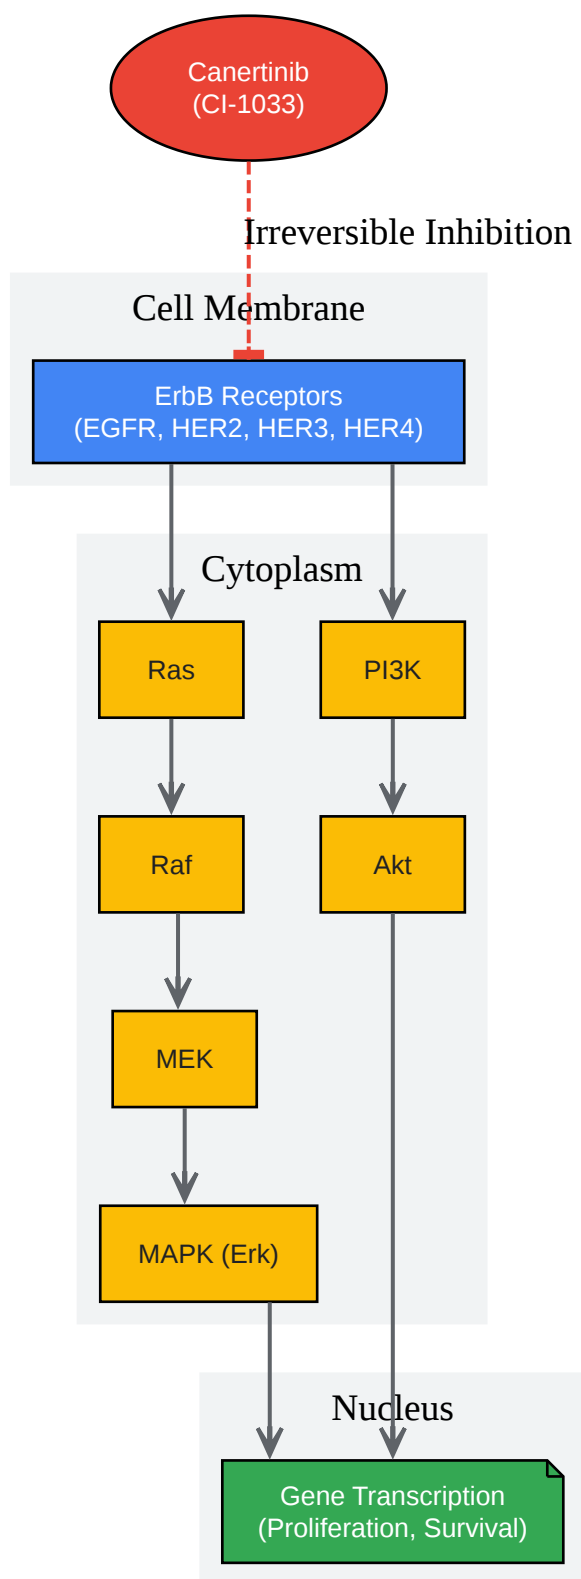 Canertinib
(CI-1033)
Irreversible Inhibition
Cell Membrane
ErbB Receptors
(EGFR, HER2, HER3, HER4)
Cytoplasm
Ras
PI3K
Raf
Akt
MEK
MAPK (Erk)
Nucleus
Gene Transcription
(Proliferation, Survival)